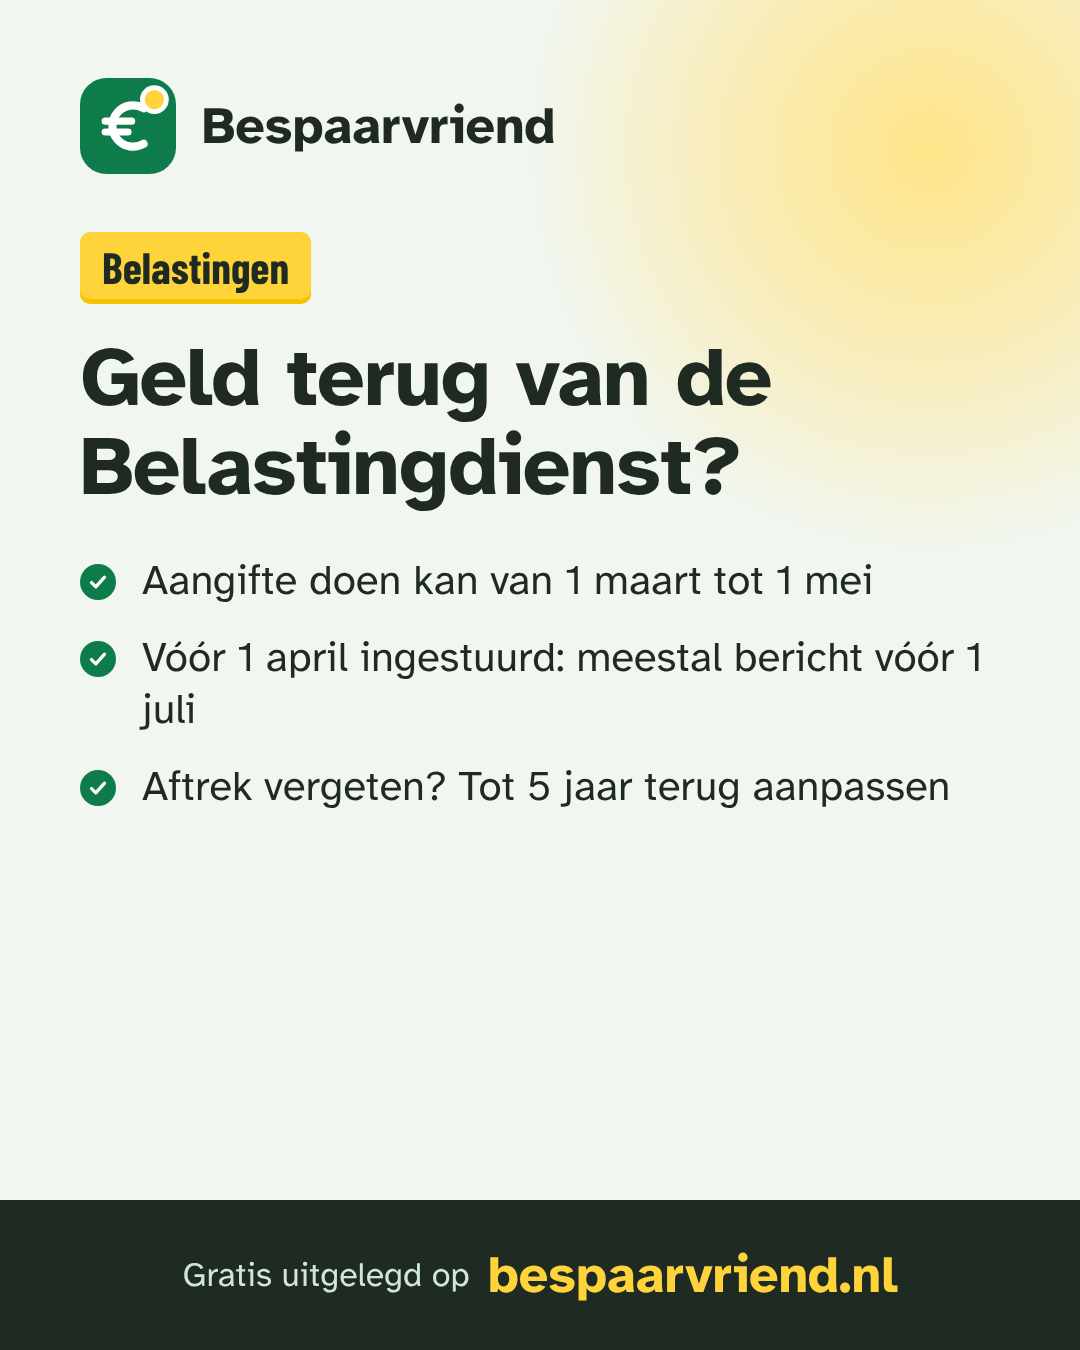 Bespaarvriend
Belastingen
Geld terug van de
Belastingdienst?
Aangifte doen kan van 1 maart tot 1 mei
Vóór 1 april ingestuurd: meestal bericht vóór 1
juli
Aftrek vergeten? Tot 5 jaar terug aanpassen
Gratis uitgelegd op bespaarvriend.nl